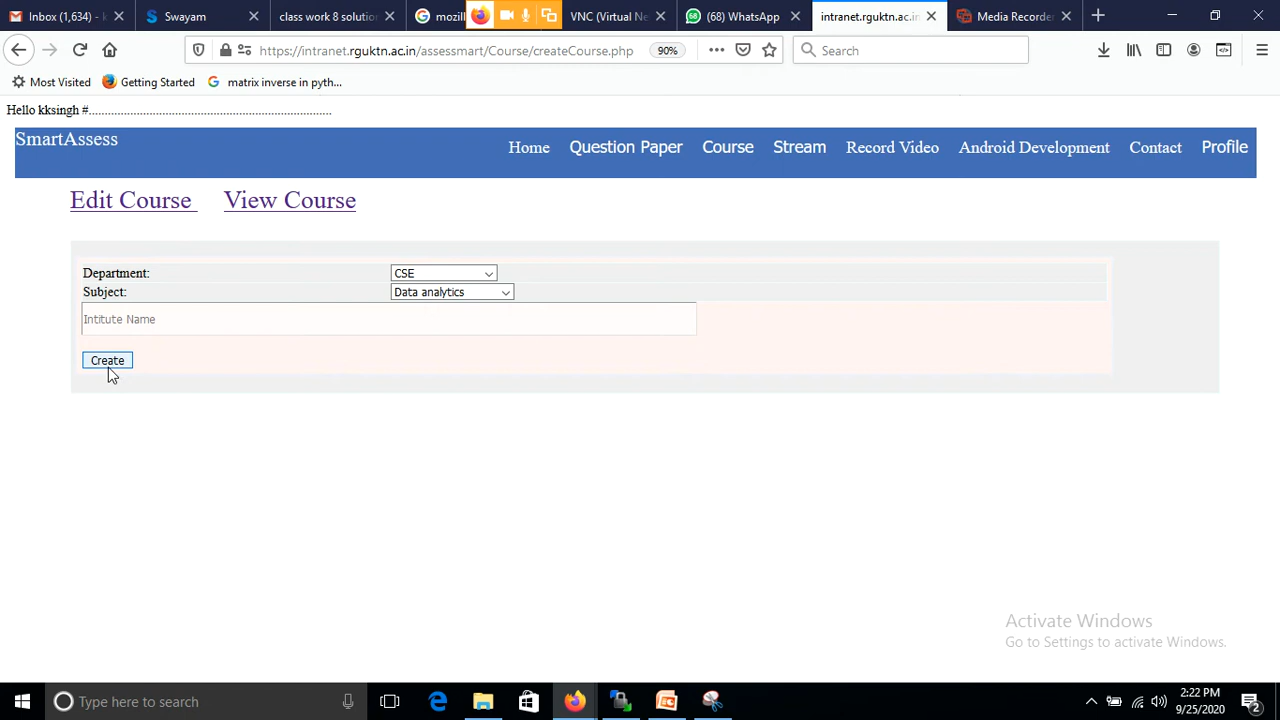 Inbox (1,634) - k
Swayam
class work 8 solutio
mozil
VNC (Virtual Ne
(68) WhatsApp
intranet.rguktn.ac.in
Media Recorde
https://intranet.rguktn.ac.in/assessmart/Course/createCourse.php
90%
Search
Most Visited
Getting Started
matrix inverse in pyth...
Hello kksingh #...........................................................................
SmartAssess
Home
Question Paper
Course
Stream
Record Video
Android Development
Contact
Profile
Edit Course
View Course
Department:
CSE
Subject:
Data analytics
Intitute Name
Create
Activate Windows
Go to Settings to activate Windows.
Type here to search
2:22 PM
9/25/2020
2